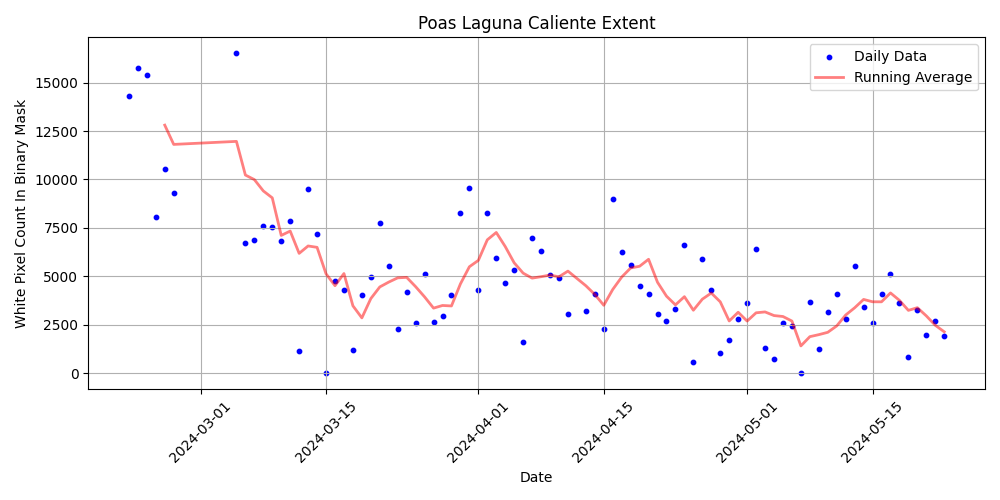 Poas Laguna Caliente Extent
White Pixel Count In Binary Mask
15000
12500
10000
7500
5000
2500
0
Daily Data
Running Average
2024-03-01
2024-03-15
2024-04-01
2024-04-15
2024-05-01
2024-05-15
Date